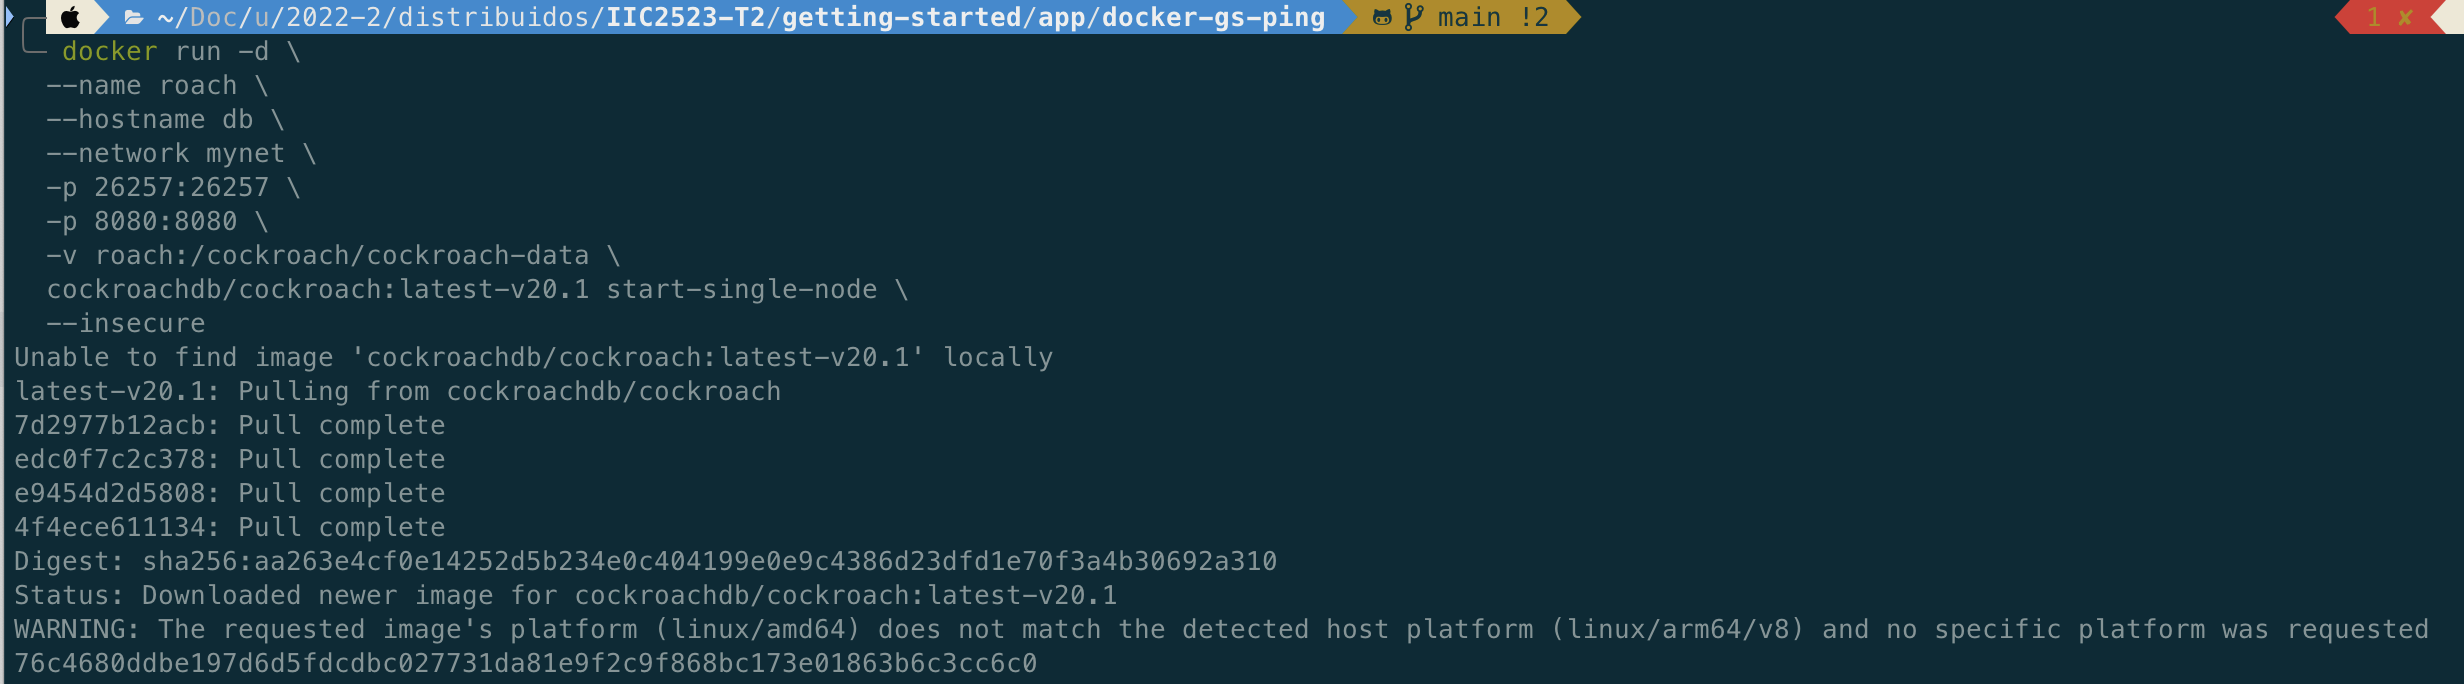 ~/Doc/u/2022-2/distribuidos/IIC2523-T2/getting-started/app/docker-gs-ping main !2 1 ✘
docker run -d \
--name roach \
--hostname db \
--network mynet \
-p 26257:26257 \
-p 8080:8080 \
-v roach:/cockroach/cockroach-data \
cockroachdb/cockroach:latest-v20.1 start-single-node \
--insecure
Unable to find image 'cockroachdb/cockroach:latest-v20.1' locally
latest-v20.1: Pulling from cockroachdb/cockroach
7d2977b12acb: Pull complete
edc0f7c2c378: Pull complete
e9454d2d5808: Pull complete
4f4ece611134: Pull complete
Digest: sha256:aa263e4cf0e14252d5b234e0c404199e0e9c4386d23dfd1e70f3a4b30692a310
Status: Downloaded newer image for cockroachdb/cockroach:latest-v20.1
WARNING: The requested image's platform (linux/amd64) does not match the detected host platform (linux/arm64/v8) and no specific platform was requested
76c4680ddbe197d6d5fdcdbc027731da81e9f2c9f868bc173e01863b6c3cc6c0